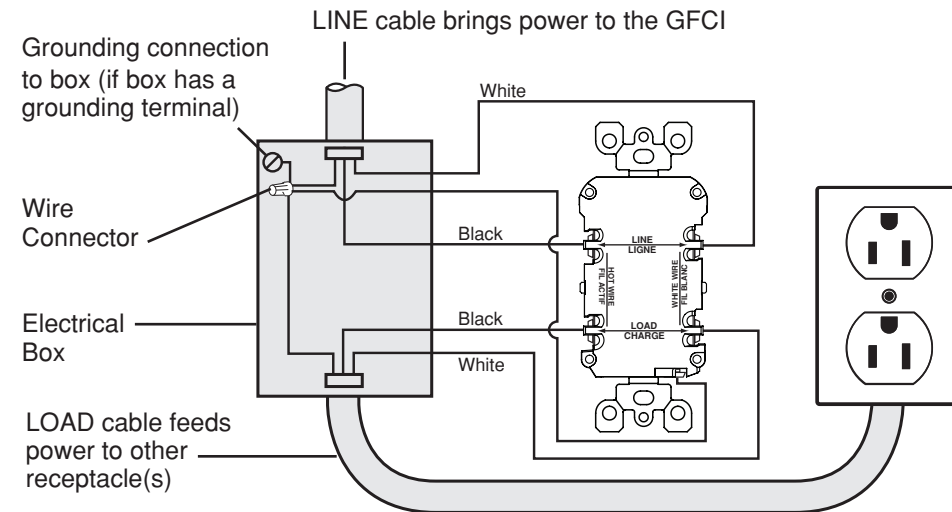 LINE cable brings power to the GFCI
Grounding connection
to box (if box has a
grounding terminal)
White
Wire
Connector
Black
LINE
LIGNE
HOT WIRE
FIL ACTIF
WHITE WIRE
FIL BLANC
Electrical
Box
Black
LOAD
CHARGE
White
LOAD cable feeds
power to other
receptacle(s)